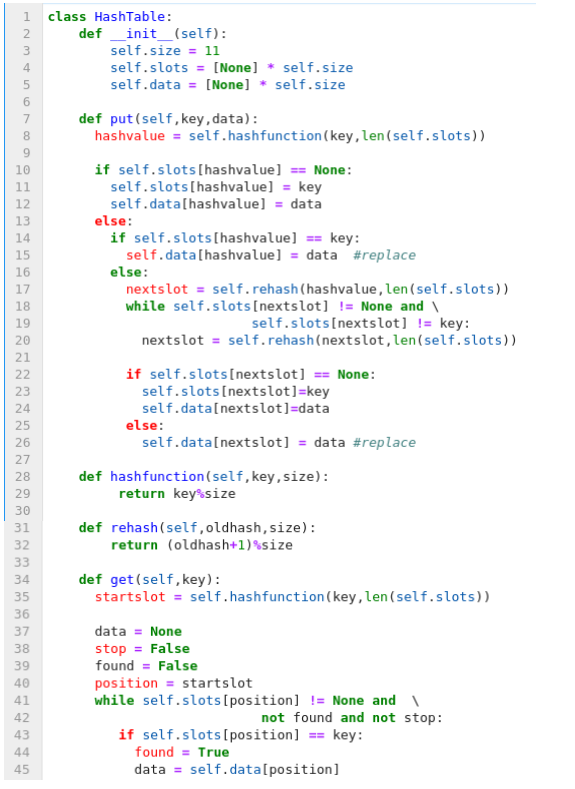 1 class HashTable:
2     def __init__(self):
3         self.size = 11
4         self.slots = [None] * self.size
5         self.data = [None] * self.size
6
7     def put(self,key,data):
8       hashvalue = self.hashfunction(key,len(self.slots))
9
10       if self.slots[hashvalue] == None:
11         self.slots[hashvalue] = key
12         self.data[hashvalue] = data
13       else:
14         if self.slots[hashvalue] == key:
15           self.data[hashvalue] = data  #replace
16         else:
17           nextslot = self.rehash(hashvalue,len(self.slots))
18           while self.slots[nextslot] != None and \
19                           self.slots[nextslot] != key:
20             nextslot = self.rehash(nextslot,len(self.slots))
21
22           if self.slots[nextslot] == None:
23             self.slots[nextslot]=key
24             self.data[nextslot]=data
25           else:
26             self.data[nextslot] = data #replace
27
28     def hashfunction(self,key,size):
29          return key%size
30
31     def rehash(self,oldhash,size):
32         return (oldhash+1)%size
33
34     def get(self,key):
35       startslot = self.hashfunction(key,len(self.slots))
36
37       data = None
38       stop = False
39       found = False
40       position = startslot
41       while self.slots[position] != None and  \
42                            not found and not stop:
43          if self.slots[position] == key:
44            found = True
45            data = self.data[position]